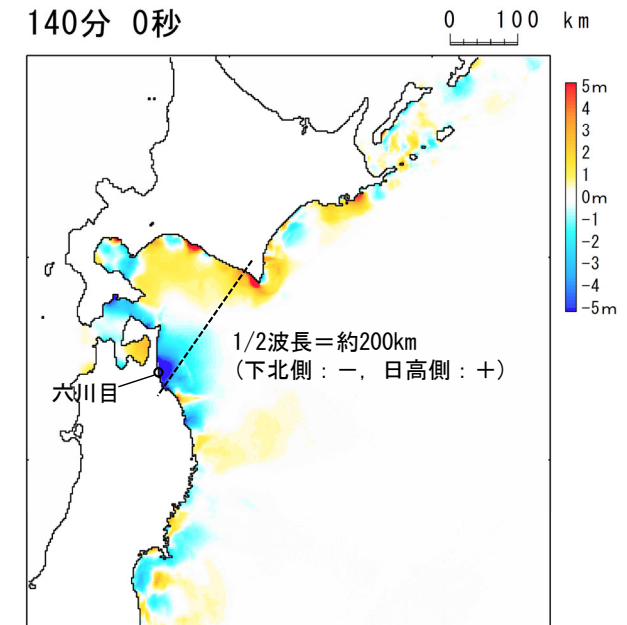 140分 0秒
0 100 km
5m
4
3
2
1
0m
-1
-2
-3
-4
-5m
1/2波長=約200km
(下北側：－，日高側：＋)
六川目